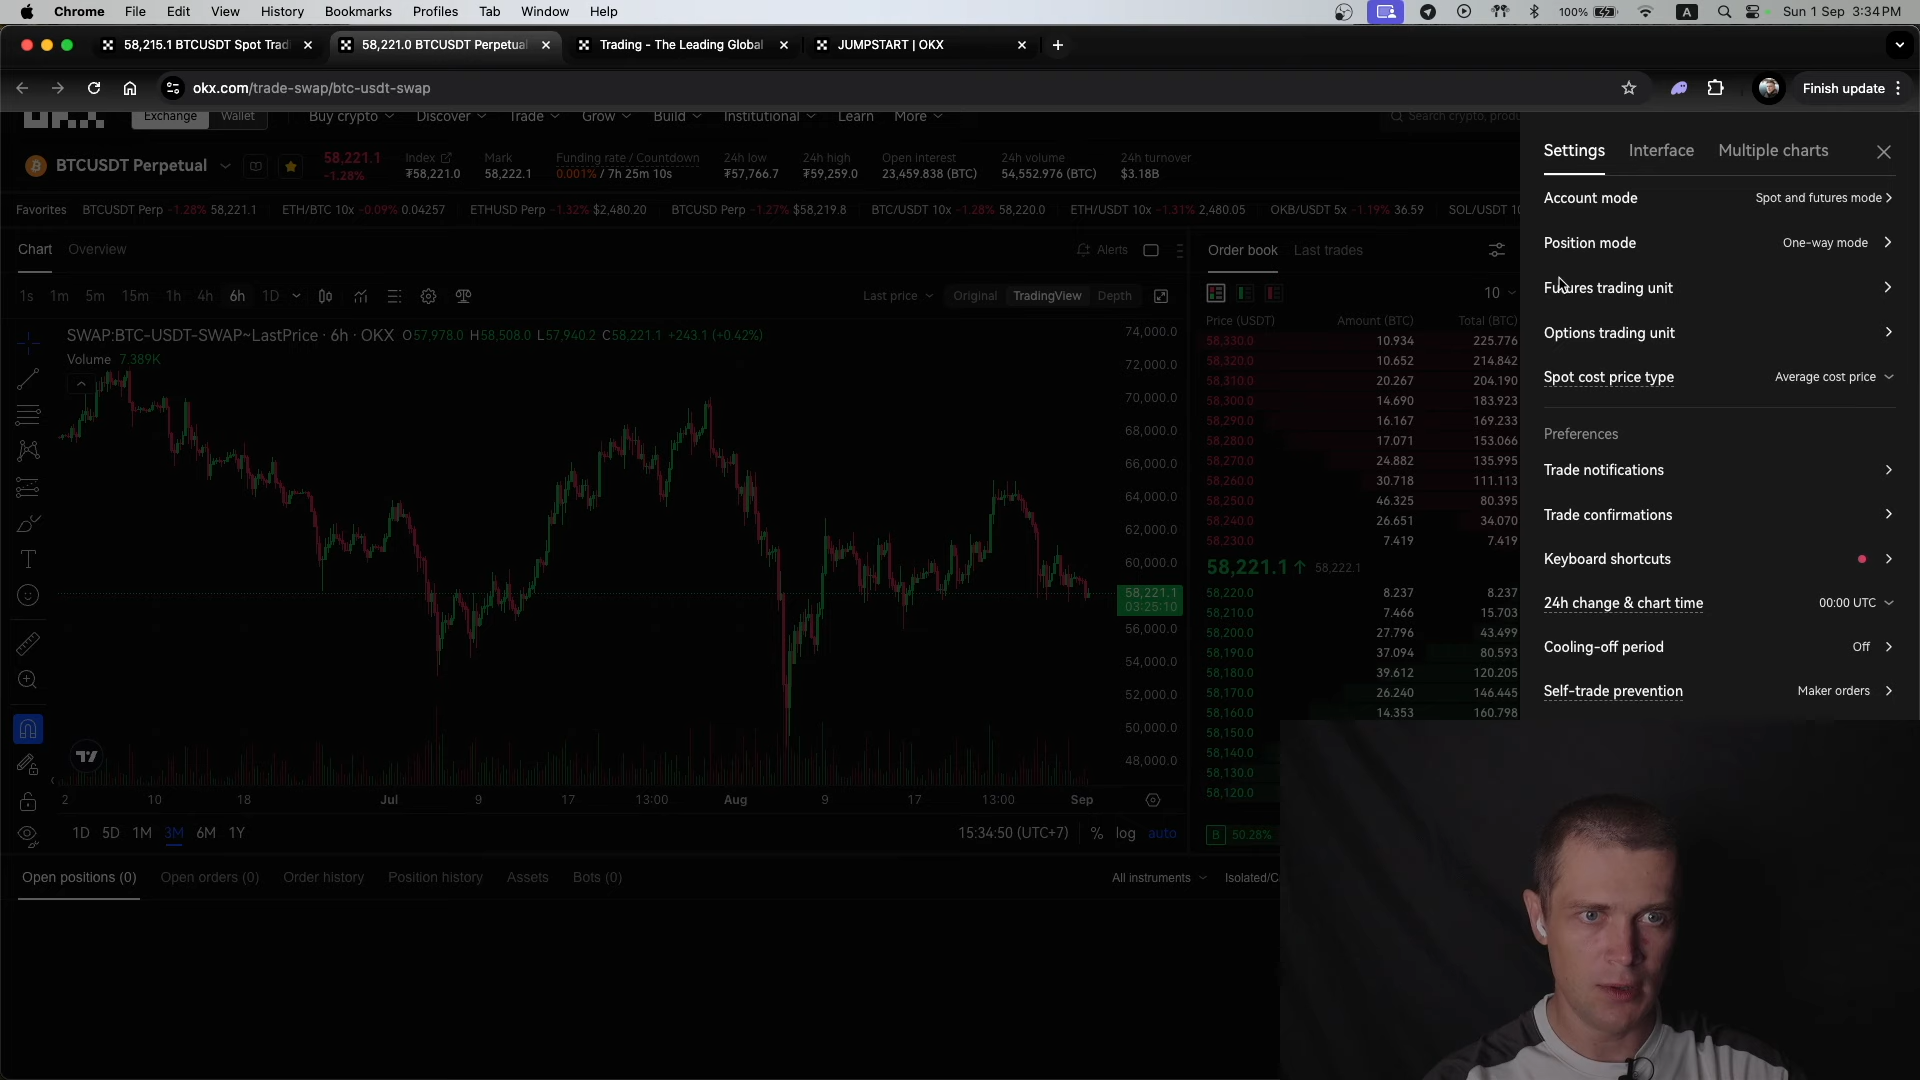 Chrome File Edit View History Bookmarks Profiles Tab Window Help 100% A Sun 1 Sep 3:34 PM
58,215.1 BTCUSDT Spot Trad 58,221.0 BTCUSDT Perpetual Trading - The Leading Global JUMPSTART | OKX
okx.com/trade-swap/btc-usdt-swap Finish update
Exchange Wallet Buy crypto Discover Trade Grow Build Institutional Learn More Search crypto, produ
Settings Interface Multiple charts
BTCUSDT Perpetual
58,221.1
-1.28%
Index
₮58,221.0
Mark
58,222.1
Funding rate / Countdown
0.001% / 7h 25m 10s
24h low
₮57,766.7
24h high
₮59,259.0
Open interest
23,459.838 (BTC)
24h volume
54,552.976 (BTC)
24h turnover
$3.18B
Favorites BTCUSDT Perp -1.28% 58,221.1 ETH/BTC 10x -0.09% 0.04257 ETHUSD Perp -1.32% $2,480.20 BTCUSD Perp -1.27% $58,219.8 BTC/USDT 10x -1.28% 58,220.0 ETH/USDT 10x -1.31% 2,480.05 OKB/USDT 5x -1.19% 36.59 SOL/USDT 10
Chart Overview Alerts
1s 1m 5m 15m 1h 4h 6h 1D Last price Original TradingView Depth
SWAP:BTC-USDT-SWAP~LastPrice · 6h · OKX O57,978.0 H58,508.0 L57,940.2 C58,221.1 +243.1 (+0.42%)
Volume 7.389K
74,000.0
72,000.0
70,000.0
68,000.0
66,000.0
64,000.0
62,000.0
60,000.0
58,221.1
03:25:10
56,000.0
54,000.0
52,000.0
50,000.0
48,000.0
2 10 18 Jul 9 17 13:00 Aug 9 17 13:00 Sep
1D 5D 1M 3M 6M 1Y 15:34:50 (UTC+7) % log auto
Order book Last trades
10
Price (USDT) Amount (BTC) Total (BTC)
58,330.0 10.934 225.776
58,320.0 10.652 214.842
58,310.0 20.267 204.190
58,300.0 14.690 183.923
58,290.0 16.167 169.233
58,280.0 17.071 153.066
58,270.0 24.882 135.995
58,260.0 30.718 111.113
58,250.0 46.325 80.395
58,240.0 26.651 34.070
58,230.0 7.419 7.419
58,221.1 58,222.1
58,220.0 8.237 8.237
58,210.0 7.466 15.703
58,200.0 27.796 43.499
58,190.0 37.094 80.593
58,180.0 39.612 120.205
58,170.0 26.240 146.445
58,160.0 14.353 160.798
58,150.0
58,140.0
58,130.0
58,120.0
B 50.28%
Account mode Spot and futures mode
Position mode One-way mode
Futures trading unit
Options trading unit
Spot cost price type Average cost price
Preferences
Trade notifications
Trade confirmations
Keyboard shortcuts
24h change & chart time 00:00 UTC
Cooling-off period Off
Self-trade prevention Maker orders
Open positions (0) Open orders (0) Order history Position history Assets Bots (0) All instruments Isolated/C